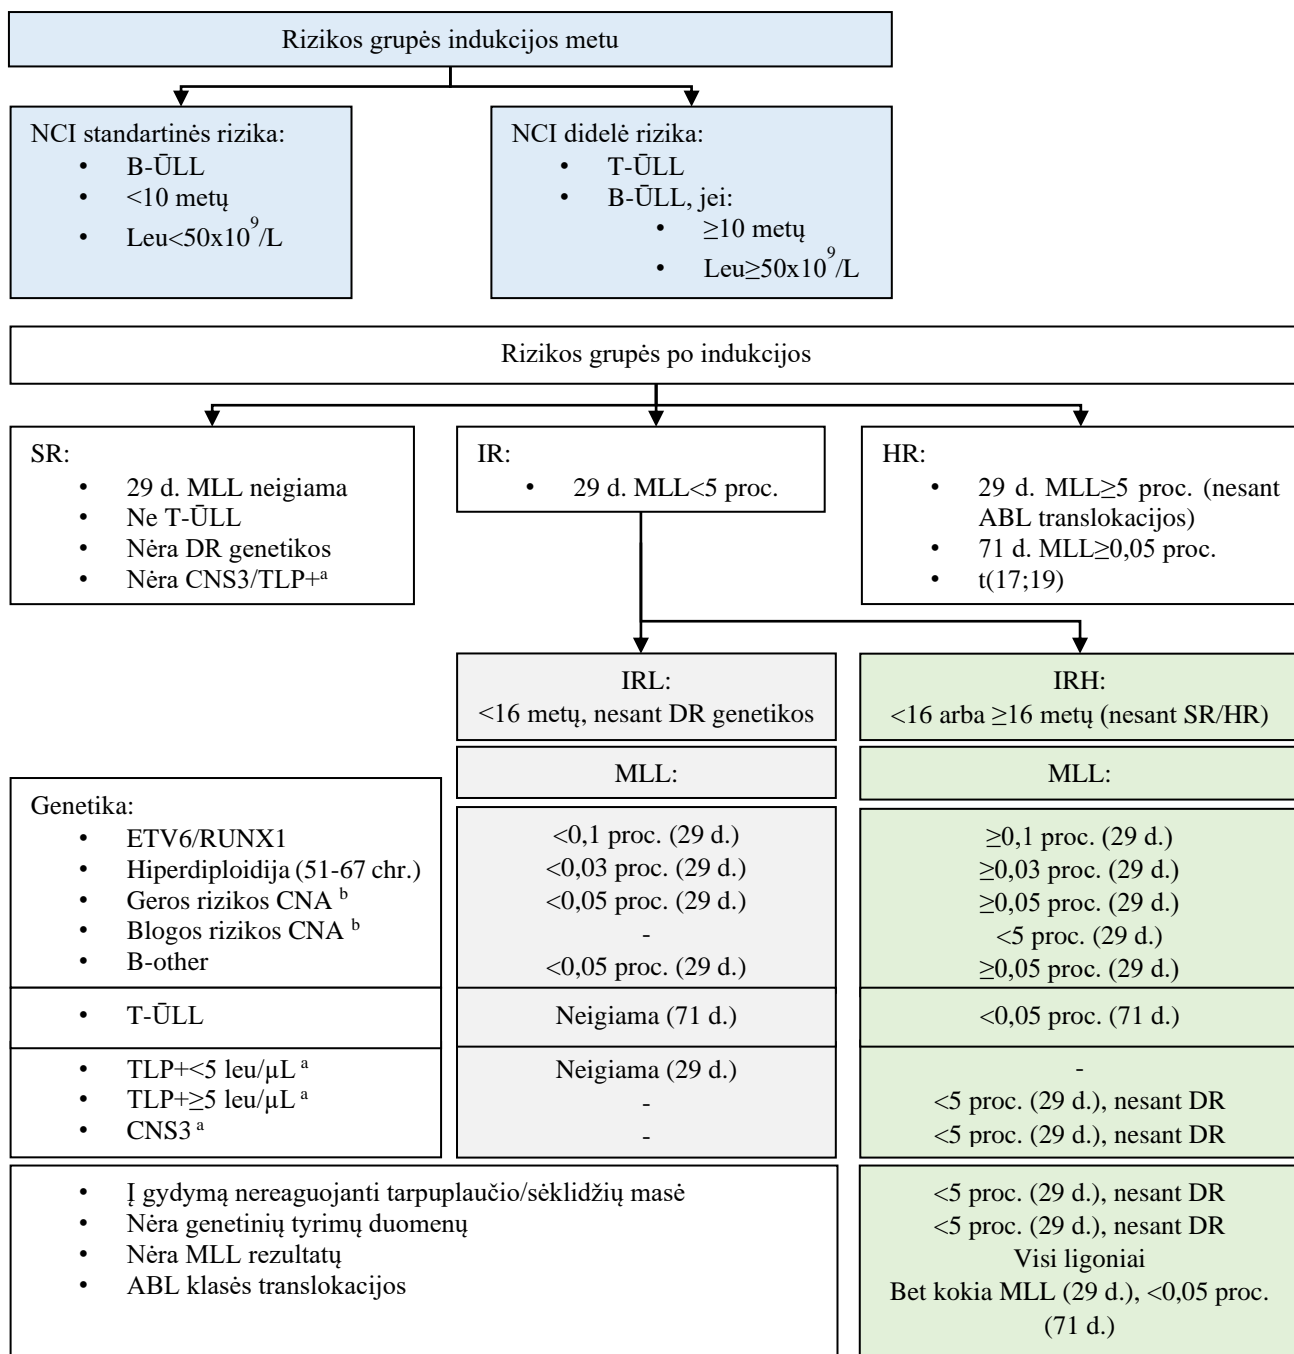 Rizikos grupės indukcijos metu
NCI standartinės rizika:
• B-ŪLL
• <10 metų
• Leu<50x10⁹/L
NCI didelė rizika:
• T-ŪLL
• B-ŪLL, jei:
• ≥10 metų
• Leu≥50x10⁹/L
Rizikos grupės po indukcijos
SR:
• 29 d. MLL neigiama
• Ne T-ŪLL
• Nėra DR genetikos
• Nėra CNS3/TLP+ᵃ
IR:
• 29 d. MLL<5 proc.
HR:
• 29 d. MLL≥5 proc. (nesant
ABL translokacijos)
• 71 d. MLL≥0,05 proc.
• t(17;19)
IRL:
<16 metų, nesant DR genetikos
IRH:
<16 arba ≥16 metų (nesant SR/HR)
MLL:
MLL:
Genetika:
• ETV6/RUNX1 <0,1 proc. (29 d.) ≥0,1 proc. (29 d.)
• Hiperdiploidija (51-67 chr.) <0,03 proc. (29 d.) ≥0,03 proc. (29 d.)
• Geros rizikos CNA ᵇ <0,05 proc. (29 d.) ≥0,05 proc. (29 d.)
• Blogos rizikos CNA ᵇ - <5 proc. (29 d.)
• B-other <0,05 proc. (29 d.) ≥0,05 proc. (29 d.)
• T-ŪLL Neigiama (71 d.) <0,05 proc. (71 d.)
• TLP+<5 leu/µL ᵃ Neigiama (29 d.) -
• TLP+≥5 leu/µL ᵃ - <5 proc. (29 d.), nesant DR
• CNS3 ᵃ - <5 proc. (29 d.), nesant DR
• Į gydymą nereaguojanti tarpuplaučio/sėklidžių masė <5 proc. (29 d.), nesant DR
• Nėra genetinių tyrimų duomenų <5 proc. (29 d.), nesant DR
• Nėra MLL rezultatų Visi ligoniai
• ABL klasės translokacijos Bet kokia MLL (29 d.), <0,05 proc.
(71 d.)